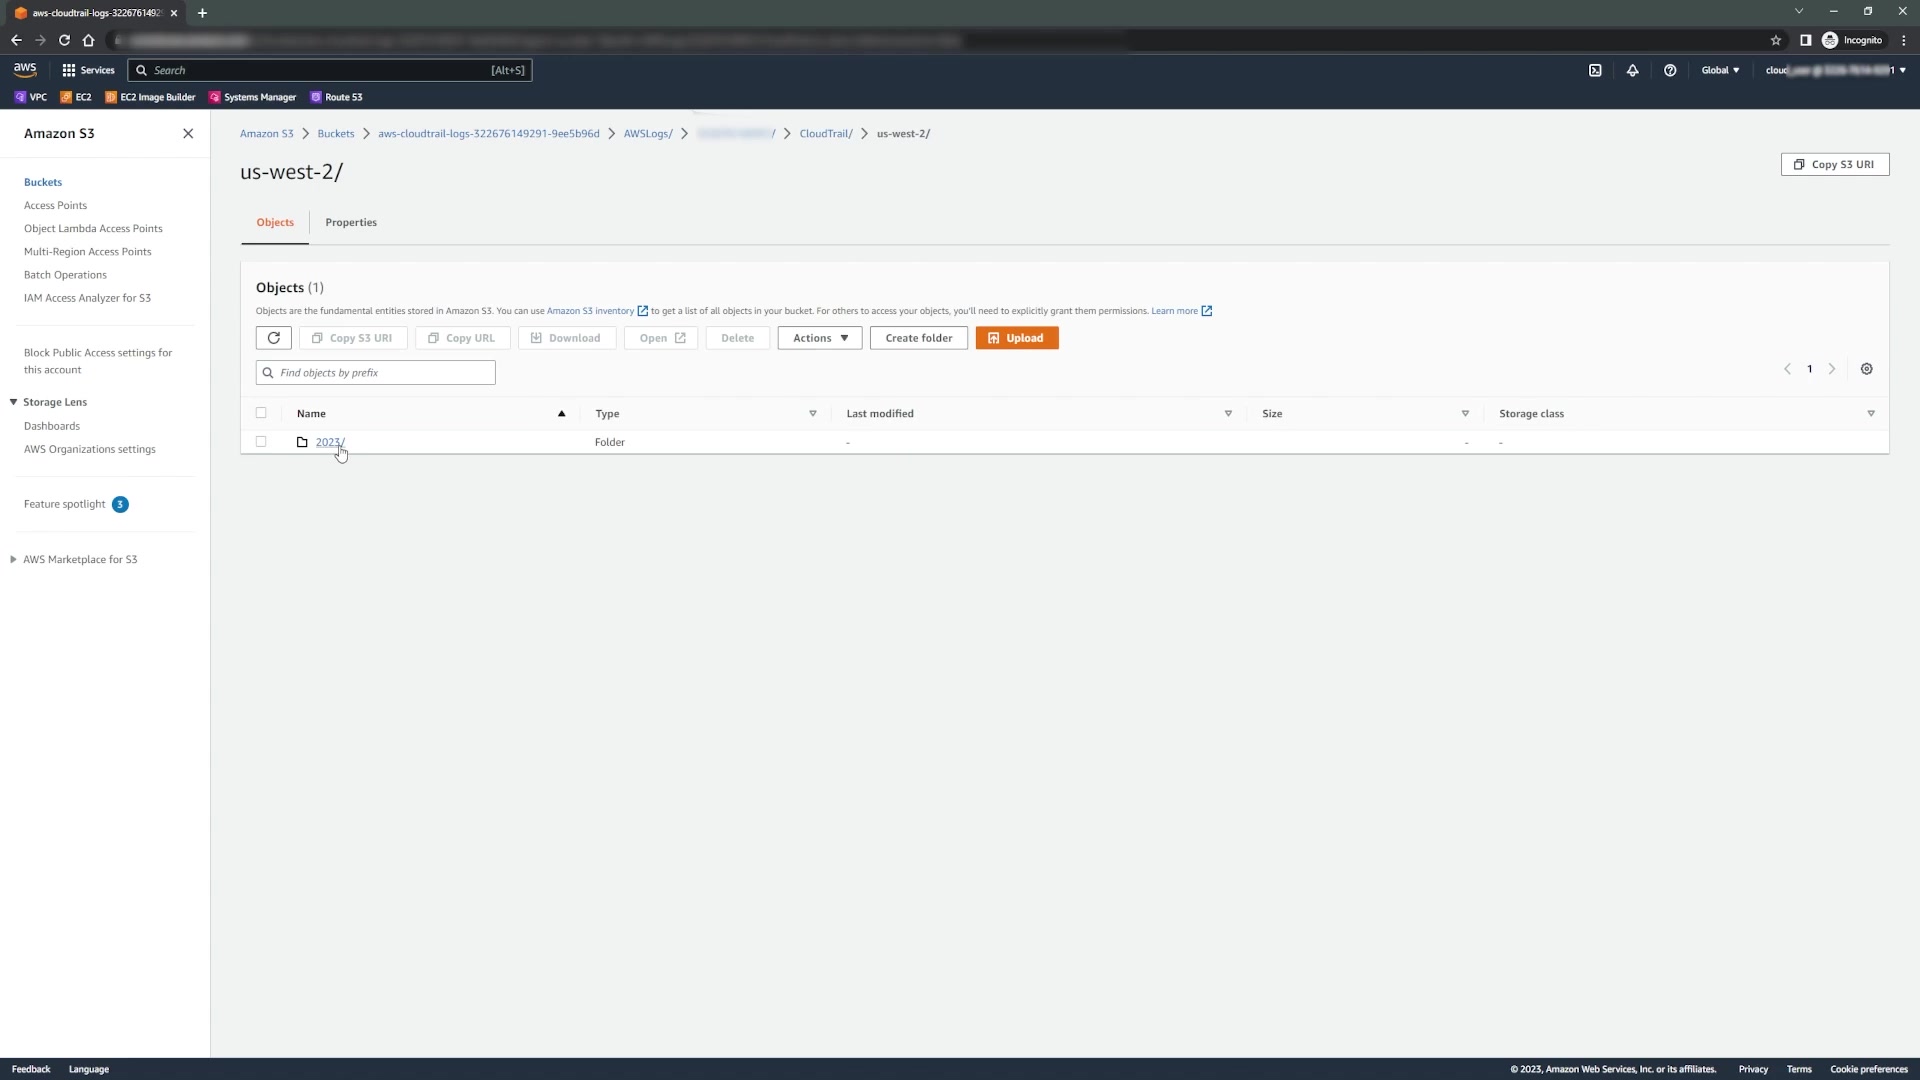 aws-cloudtrail-logs-32267614929
Incognito
aws
Services
Search
[Alt+S]
Global
VPC
EC2
EC2 Image Builder
Systems Manager
Route 53
Amazon S3
Buckets
Access Points
Object Lambda Access Points
Multi-Region Access Points
Batch Operations
IAM Access Analyzer for S3
Block Public Access settings for
this account
Storage Lens
Dashboards
AWS Organizations settings
Feature spotlight 3
AWS Marketplace for S3
Amazon S3 > Buckets > aws-cloudtrail-logs-322676149291-9ee5b96d > AWSLogs/ > / > CloudTrail/ > us-west-2/
us-west-2/
Copy S3 URI
Objects
Properties
Objects (1)
Objects are the fundamental entities stored in Amazon S3. You can use Amazon S3 inventory to get a list of all objects in your bucket. For others to access your objects, you'll need to explicitly grant them permissions. Learn more
Copy S3 URI
Copy URL
Download
Open
Delete
Actions
Create folder
Upload
Find objects by prefix
1
Name
Type
Last modified
Size
Storage class
2023/
Folder
-
-
-
Feedback
Language
© 2023, Amazon Web Services, Inc. or its affiliates.
Privacy
Terms
Cookie preferences